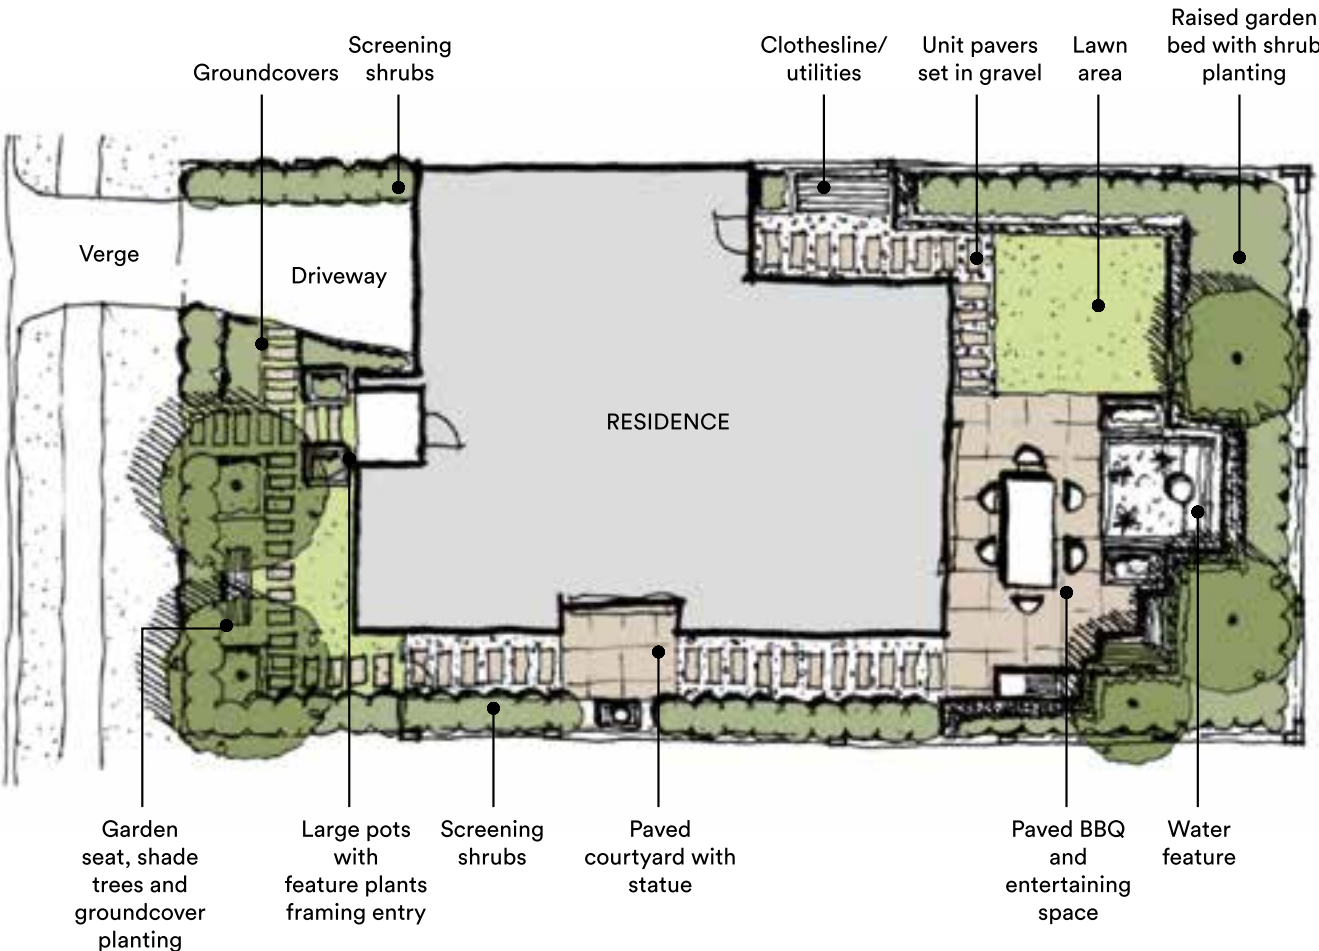 Groundcovers
Screening
shrubs
Clothesline/
utilities
Unit pavers
set in gravel
Lawn
area
Raised garden
bed with shrub
planting
Verge
Driveway
RESIDENCE
Garden
seat, shade
trees and
groundcover
planting
Large pots
with
feature plants
framing entry
Screening
shrubs
Paved
courtyard with
statue
Paved BBQ
and
entertaining
space
Water
feature